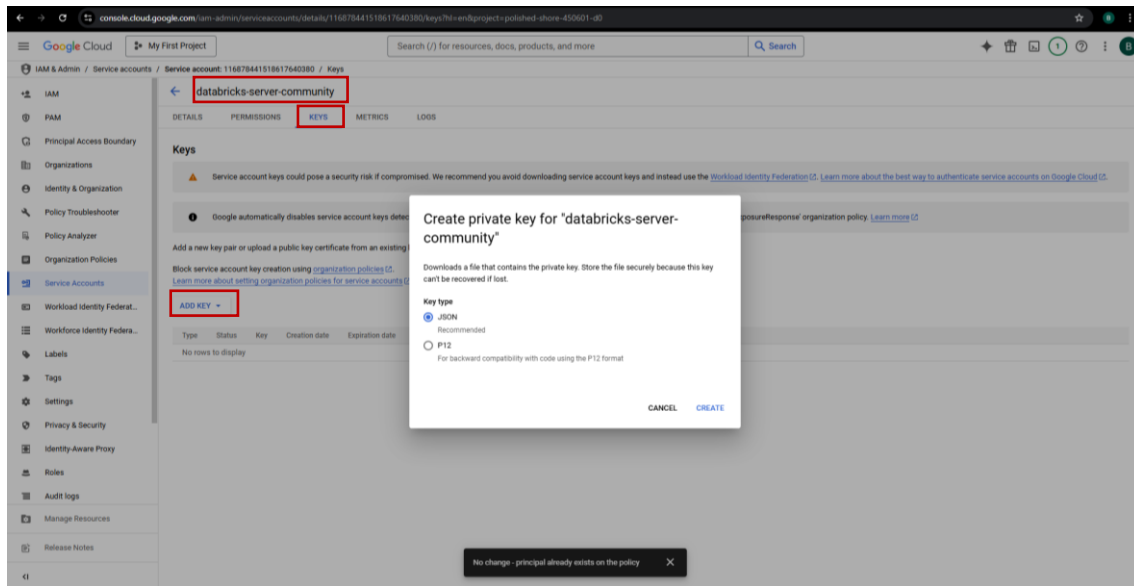 console.cloud.google.com/iam-admin/serviceaccounts/details/116878441518617640380/keys?hl=en&project=polished-shore-450601-d0
B
Google Cloud
My First Project
Search (/) for resources, docs, products, and more
Search
1
B
IAM & Admin / Service accounts / Service account: 116878441518617640380 / Keys
IAM
PAM
Principal Access Boundary
Organizations
Identity & Organization
Policy Troubleshooter
Policy Analyzer
Organization Policies
Service Accounts
Workload Identity Federat...
Workforce Identity Federa...
Labels
Tags
Settings
Privacy & Security
Identity-Aware Proxy
Roles
Audit logs
Manage Resources
Release Notes
databricks-server-community
DETAILS PERMISSIONS KEYS METRICS LOGS
Keys
Service account keys could pose a security risk if compromised. We recommend you avoid downloading service account keys and instead use the Workload Identity Federation. Learn more about the best way to authenticate service accounts on Google Cloud.
Google automatically disables service account keys detec
posureResponse' organization policy. Learn more
Add a new key pair or upload a public key certificate from an existing
Block service account key creation using organization policies.
Learn more about setting organization policies for service accounts
ADD KEY
Type Status Key Creation date Expiration date
No rows to display
Create private key for "databricks-server-
community"
Downloads a file that contains the private key. Store the file securely because this key
can't be recovered if lost.
Key type
JSON
Recommended
P12
For backward compatibility with code using the P12 format
CANCEL CREATE
No change - principal already exists on the policy